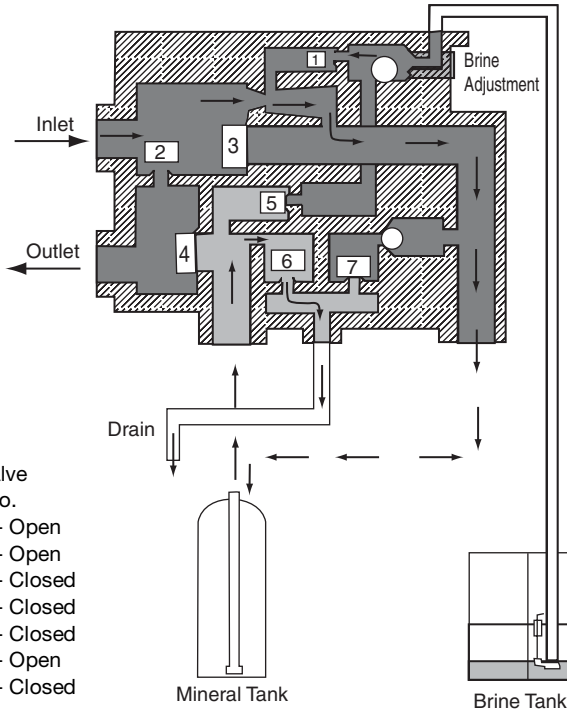 1
Brine
Adjustment
Inlet
2
3
5
Outlet
4
6
7
Drain
alve
o.
- Open
- Open
- Closed
- Closed
- Closed
- Open
- Closed
Mineral Tank
Brine Tank